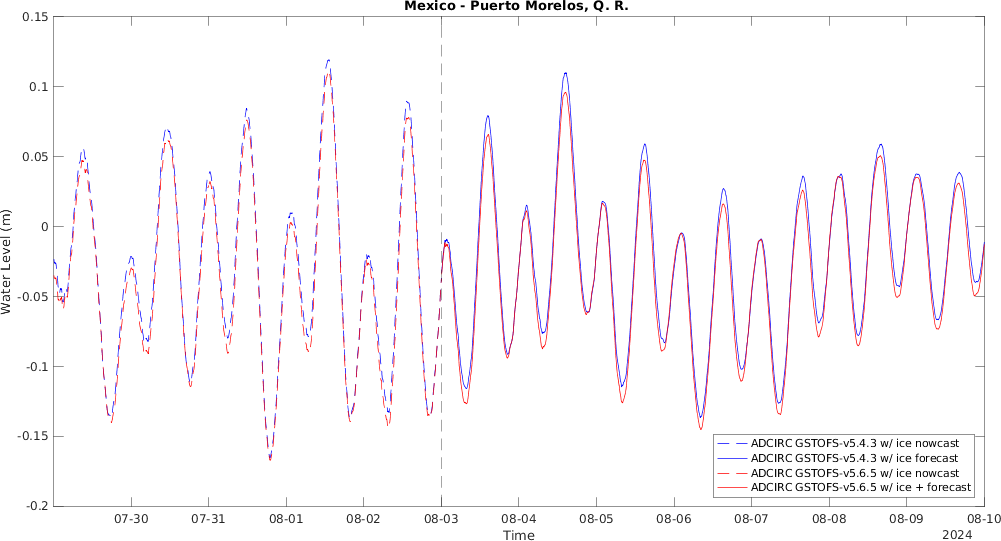 Mexico - Puerto Morelos, Q. R.
0.15
0.1
0.05
0
-0.05
-0.1
-0.15
-0.2
Water Level (m)
07-30 07-31 08-01 08-02 08-03 08-04 08-05 08-06 08-07 08-08 08-09 08-10
Time
2024
ADCIRC GSTOFS-v5.4.3 w/ ice nowcast
ADCIRC GSTOFS-v5.4.3 w/ ice forecast
ADCIRC GSTOFS-v5.6.5 w/ ice nowcast
ADCIRC GSTOFS-v5.6.5 w/ ice + forecast